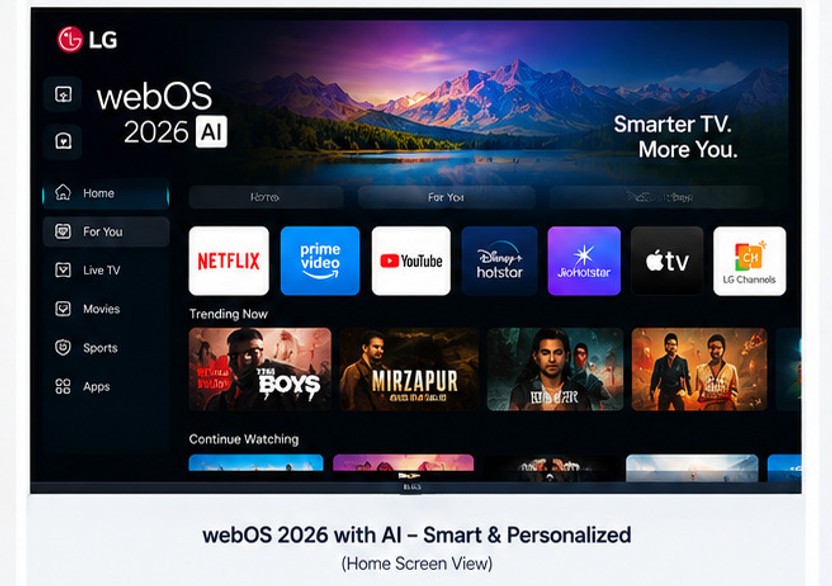 LG
webOS
2026 AI
Smarter TV.
More You.
Home
For You
Live TV
Movies
Sports
Apps
For You
NETFLIX
prime video
YouTube
Disney+ hotstar
JioHotstar
tv
CH
LG Channels
Trending Now
THE BOYS
MIRZAPUR
Continue Watching
webOS 2026 with AI – Smart & Personalized
(Home Screen View)